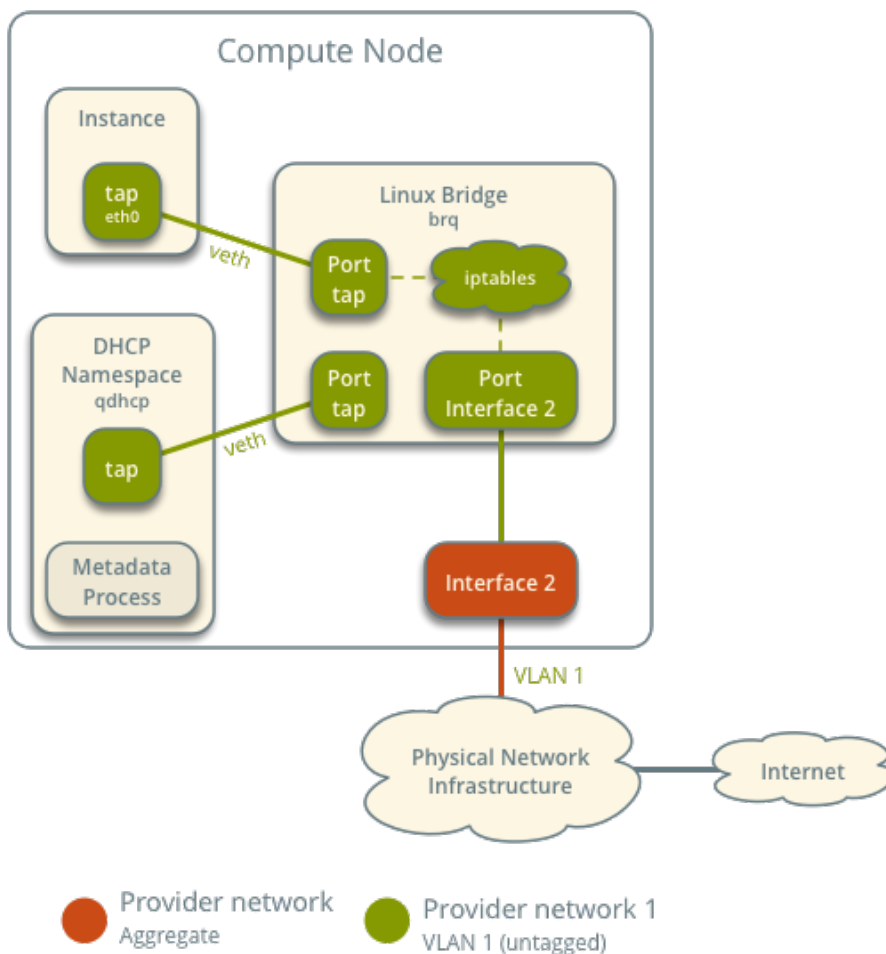 Compute Node
Instance
tap
eth0
veth
Linux Bridge
brq
Port
tap
iptables
DHCP
Namespace
qdhcp
tap
veth
Port
tap
Port
Interface 2
Metadata
Process
Interface 2
VLAN 1
Physical Network
Infrastructure
Internet
Provider network
Aggregate
Provider network 1
VLAN 1 (untagged)